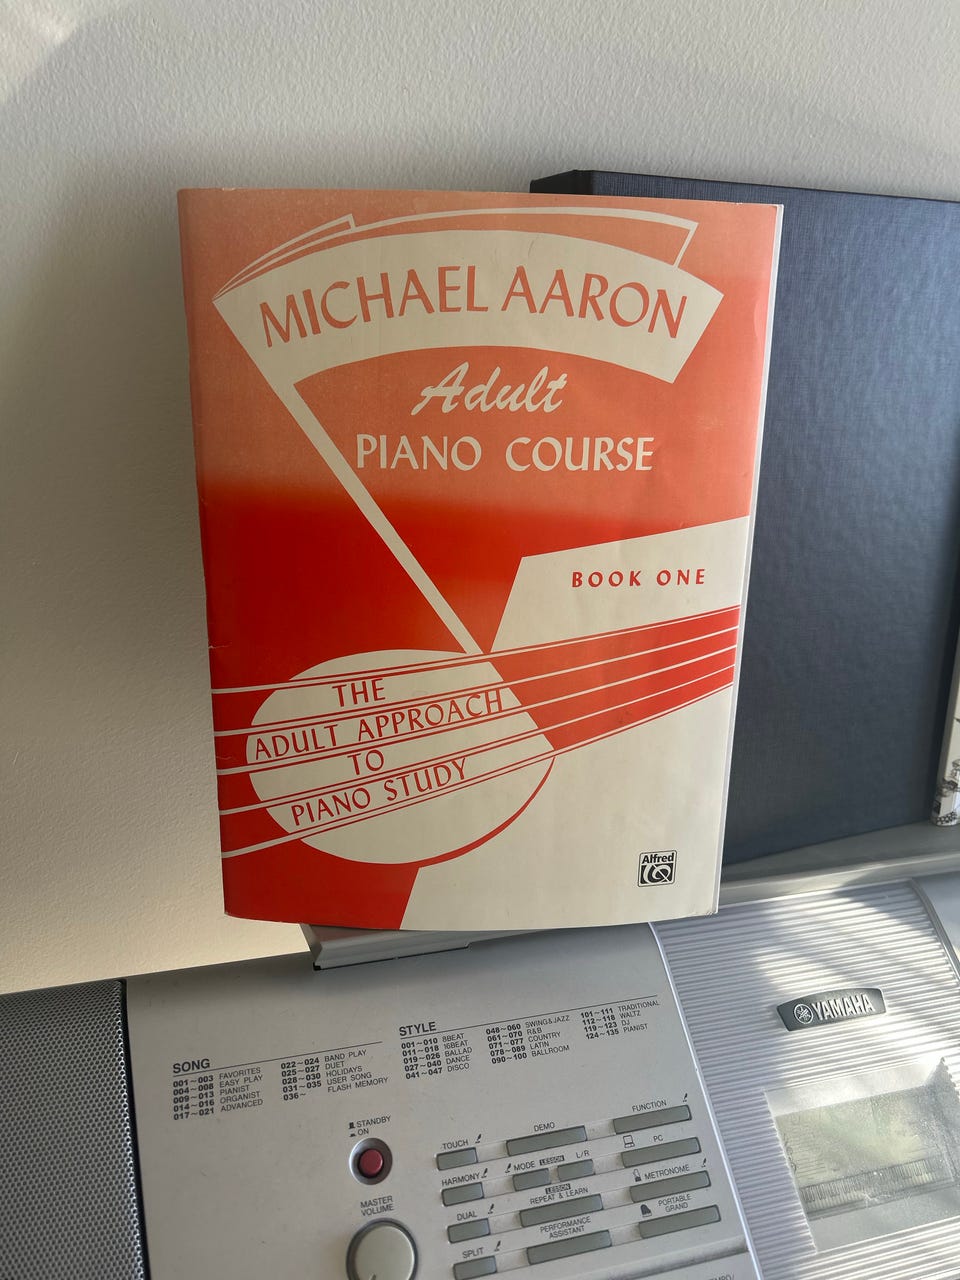 MICHAEL AARON
Adult
PIANO COURSE
BOOK ONE
THE
ADULT APPROACH
TO
PIANO STUDY
Alfred
YAMAHA
SONG
001~003 FAVORITES
004~008 EASY PLAY
009~013 PIANIST
014~016 ORGANIST
017~021 ADVANCED
022~024 BAND PLAY
025~027 DUET
028~030 HOLIDAYS
031~035 USER SONG
036~ FLASH MEMORY
STYLE
001~010 8BEAT
011~018 16BEAT
019~026 BALLAD
027~040 DANCE
041~047 DISCO
048~060 SWING&JAZZ
061~070 R&B
071~077 COUNTRY
078~089 LATIN
090~100 BALLROOM
101~111 TRADITIONAL
112~118 WALTZ
119~123 DJ
124~135 PIANIST
STANDBY
ON
MASTER
VOLUME
TOUCH
DEMO
FUNCTION
HARMONY
MODE LESSON L/R
PC
DUAL
LESSON
REPEAT & LEARN
METRONOME
SPLIT
PERFORMANCE
ASSISTANT
PORTABLE
GRAND